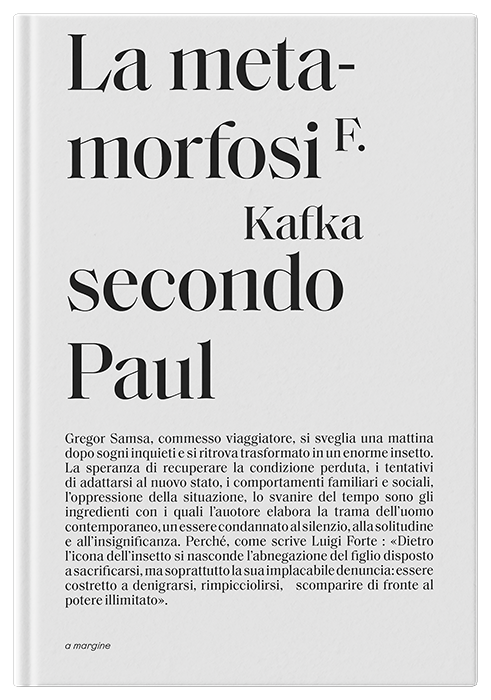 La meta-
morfosi F.
Kafka
secondo
Paul
Gregor Samsa, commesso viaggiatore, si sveglia una mattina
dopo sogni inquieti e si ritrova trasformato in un enorme insetto.
La speranza di recuperare la condizione perduta, i tentativi
di adattarsi al nuovo stato, i comportamenti familiari e sociali,
l'oppressione della situazione, lo svanire del tempo sono gli
ingredienti con i quali l'auotore elabora la trama dell'uomo
contemporaneo, un essere condannato al silenzio, alla solitudine
e all'insignificanza. Perché, come scrive Luigi Forte : «Dietro
l'icona dell'insetto si nasconde l'abnegazione del figlio disposto
a sacrificarsi, ma soprattutto la sua implacabile denuncia: essere
costretto a denigrarsi, rimpicciolirsi, scomparire di fronte al
potere illimitato».
a margine